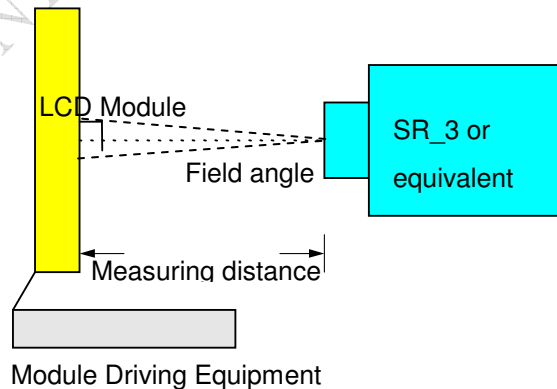 LCD Module
SR_3 or
equivalent
Field angle
Measuring distance
Module Driving Equipment